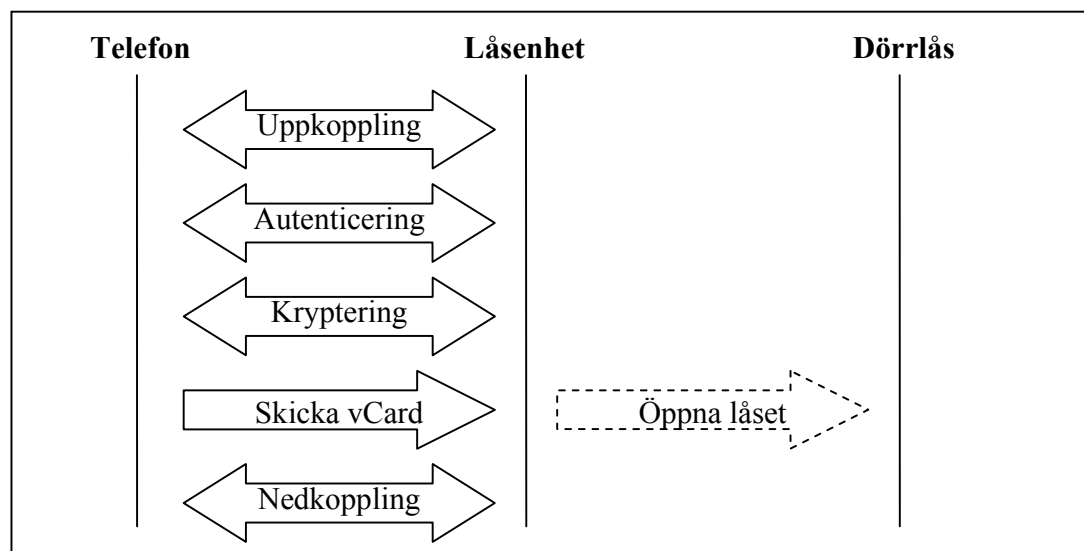 Telefon
Låsenhet
Dörrlås
Uppkoppling
Autenticering
Kryptering
Skicka vCard
Öppna låset
Nedkoppling